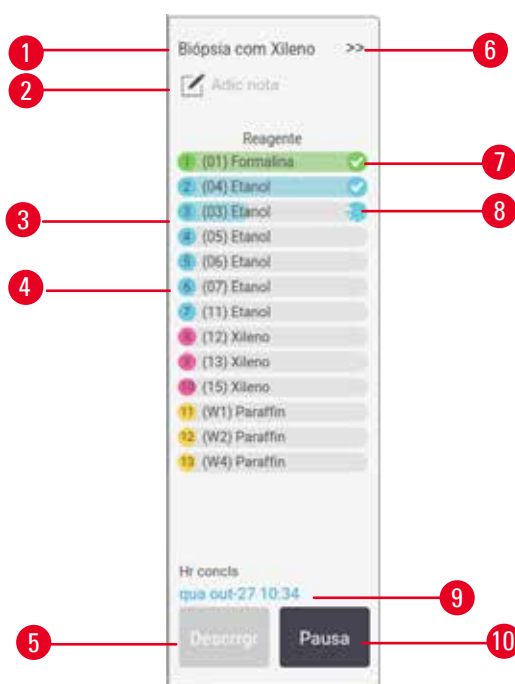 1 Biópsia com Xileno >> 6
2 Adic nota
Reagente
1 (01) Formalina 7
2 (04) Etanol
3 3 (03) Etanol 8
4 (05) Etanol
5 (06) Etanol
4 6 (07) Etanol
7 (11) Etanol
8 (12) Xileno
9 (13) Xileno
10 (15) Xileno
11 (W1) Paraffin
12 (W2) Paraffin
13 (W4) Paraffin
Hr concls
qua out-27 10:34 9
5 Descrrgr Pausa 10